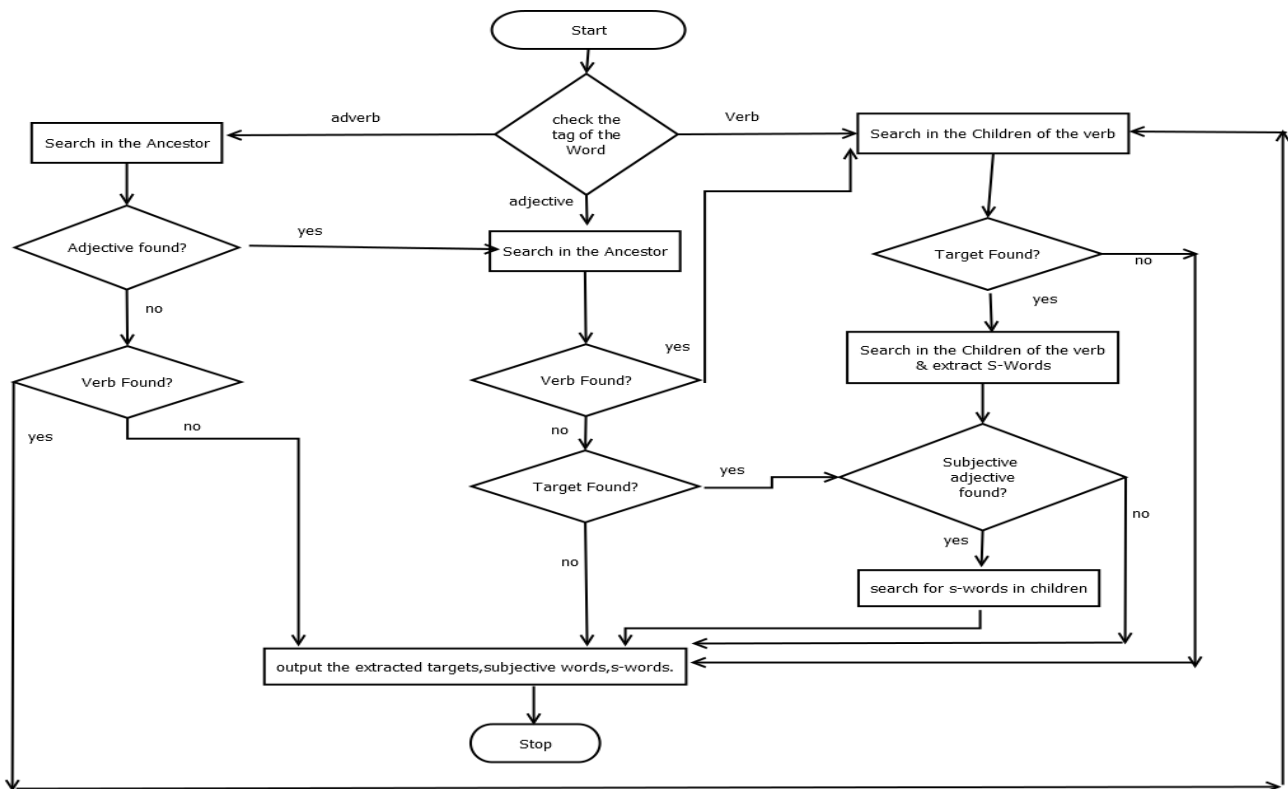 Start
check the
tag of the
Word
adverb
Verb
adjective
Search in the Ancestor
Search in the Children of the verb
Adjective found?
yes
Search in the Ancestor
Target Found?
no
no
yes
Verb Found?
yes
no
Verb Found?
yes
no
Search in the Children of the verb
& extract S-Words
Target Found?
yes
no
Subjective
adjective
found?
no
yes
search for s-words in children
output the extracted targets,subjective words,s-words.
Stop